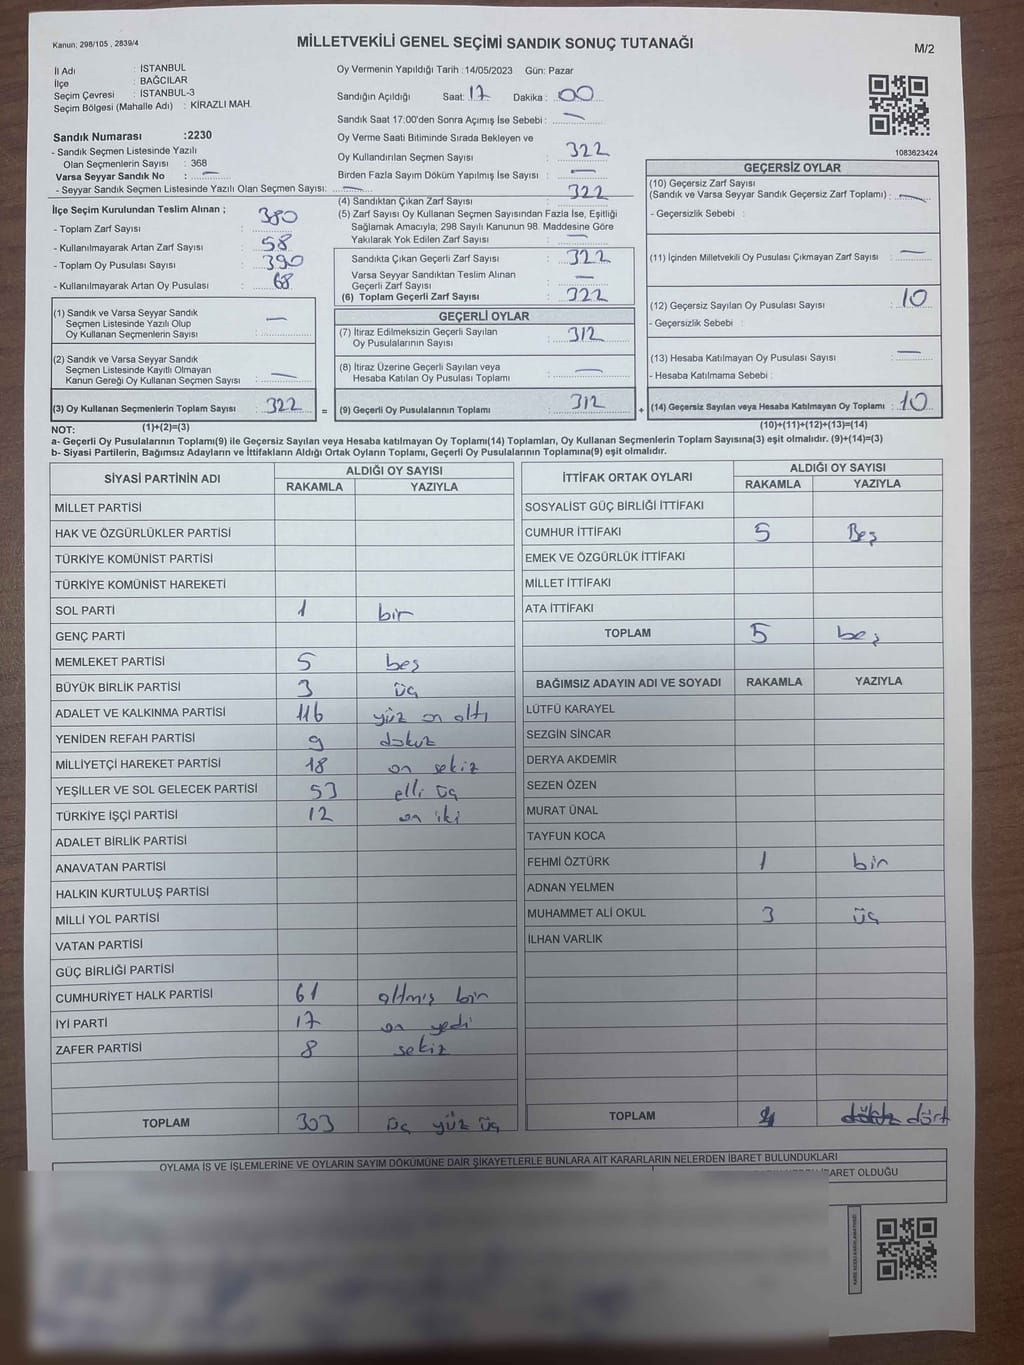 Kanun: 298/105 , 2839/4
MİLLETVEKİLİ GENEL SEÇİMİ SANDIK SONUÇ TUTANAĞI
M/2
İl Adı : İSTANBUL
İlçe : BAĞCILAR
Seçim Çevresi : İSTANBUL-3
Seçim Bölgesi (Mahalle Adı) : KİRAZLI MAH.
Oy Vermenin Yapıldığı Tarih :14/05/2023 Gün: Pazar
Sandığın Açıldığı Saat: 17 Dakika : 00
Sandık Saat 17:00'den Sonra Açımış İse Sebebi : —
Sandık Numarası :2230
- Sandık Seçmen Listesinde Yazılı
Olan Seçmenlerin Sayısı : 368
Varsa Seyyar Sandık No : —
- Seyyar Sandık Seçmen Listesinde Yazılı Olan Seçmen Sayısı: —
Oy Verme Saati Bitiminde Sırada Bekleyen ve
Oy Kullandırılan Seçmen Sayısı : 322
Birden Fazla Sayım Döküm Yapılmış İse Sayısı : —
1083623424
İlçe Seçim Kurulundan Teslim Alınan ;
- Toplam Zarf Sayısı : 380
- Kullanılmayarak Artan Zarf Sayısı : 58
- Toplam Oy Pusulası Sayısı : 390
- Kullanılmayarak Artan Oy Pusulası : 68
(1) Sandık ve Varsa Seyyar Sandık
Seçmen Listesinde Yazılı Olup
Oy Kullanan Seçmenlerin Sayısı : —
(2) Sandık ve Varsa Seyyar Sandık
Seçmen Listesinde Kayıtlı Olmayan
Kanun Gereği Oy Kullanan Seçmen Sayısı : —
(3) Oy Kullanan Seçmenlerin Toplam Sayısı : 322 =
(4) Sandıktan Çıkan Zarf Sayısı : 322
(5) Zarf Sayısı Oy Kullanan Seçmen Sayısından Fazla İse, Eşitliği
Sağlamak Amacıyla; 298 Sayılı Kanunun 98. Maddesine Göre
Yakılarak Yok Edilen Zarf Sayısı : —
Sandıkta Çıkan Geçerli Zarf Sayısı : 322
Varsa Seyyar Sandıktan Teslim Alınan
Geçerli Zarf Sayısı : —
(6) Toplam Geçerli Zarf Sayısı : 322
GEÇERLİ OYLAR
(7) İtiraz Edilmeksizin Geçerli Sayılan
Oy Pusulalarının Sayısı : 312
(8) İtiraz Üzerine Geçerli Sayılan veya
Hesaba Katılan Oy Pusulası Toplamı : —
(9) Geçerli Oy Pusulalarının Toplamı : 312 +
GEÇERSİZ OYLAR
(10) Geçersiz Zarf Sayısı
(Sandık ve Varsa Seyyar Sandık Geçersiz Zarf Toplamı) : —
- Geçersizlik Sebebi :
(11) İçinden Milletvekili Oy Pusulası Çıkmayan Zarf Sayısı : —
(12) Geçersiz Sayılan Oy Pusulası Sayısı : 10
- Geçersizlik Sebebi :
(13) Hesaba Katılmayan Oy Pusulası Sayısı : —
- Hesaba Katılmama Sebebi :
(14) Geçersiz Sayılan veya Hesaba Katılmayan Oy Toplamı : 10
NOT: (1)+(2)=(3) (10)+(11)+(12)+(13)=(14)
a- Geçerli Oy Pusulalarının Toplamı(9) ile Geçersiz Sayılan veya Hesaba katılmayan Oy Toplamı(14) Toplamları, Oy Kullanan Seçmenlerin Toplam Sayısına(3) eşit olmalıdır. (9)+(14)=(3)
b- Siyasi Partilerin, Bağımsız Adayların ve İttifakların Aldığı Ortak Oyların Toplamı, Geçerli Oy Pusulalarının Toplamına(9) eşit olmalıdır.
SİYASİ PARTİNİN ADI ALDIĞI OY SAYISI
RAKAMLA YAZIYLA
MİLLET PARTİSİ
HAK VE ÖZGÜRLÜKLER PARTİSİ
TÜRKİYE KOMÜNİST PARTİSİ
TÜRKİYE KOMÜNİST HAREKETİ
SOL PARTİ 1 bir
GENÇ PARTİ
MEMLEKET PARTİSİ 5 beş
BÜYÜK BİRLİK PARTİSİ 3 üç
ADALET VE KALKINMA PARTİSİ 116 yüz on altı
YENİDEN REFAH PARTİSİ 9 dokuz
MİLLİYETÇİ HAREKET PARTİSİ 18 on sekiz
YEŞİLLER VE SOL GELECEK PARTİSİ 53 elli üç
TÜRKİYE İŞÇİ PARTİSİ 12 on iki
ADALET BİRLİK PARTİSİ
ANAVATAN PARTİSİ
HALKIN KURTULUŞ PARTİSİ
MİLLİ YOL PARTİSİ
VATAN PARTİSİ
GÜÇ BİRLİĞİ PARTİSİ
CUMHURİYET HALK PARTİSİ 61 altmış bir
İYİ PARTİ 17 on yedi
ZAFER PARTİSİ 8 sekiz
TOPLAM 303 üç yüz üç
İTTİFAK ORTAK OYLARI ALDIĞI OY SAYISI
RAKAMLA YAZIYLA
SOSYALİST GÜÇ BİRLİĞİ İTTİFAKI
CUMHUR İTTİFAKI 5 Beş
EMEK VE ÖZGÜRLÜK İTTİFAKI
MİLLET İTTİFAKI
ATA İTTİFAKI
TOPLAM 5 beş
BAĞIMSIZ ADAYIN ADI VE SOYADI RAKAMLA YAZIYLA
LÜTFÜ KARAYEL
SEZGİN SİNCAR
DERYA AKDEMİR
SEZEN ÖZEN
MURAT ÜNAL
TAYFUN KOCA
FEHMİ ÖZTÜRK 1 bir
ADNAN YELMEN
MUHAMMET ALİ OKUL 3 üç
İLHAN VARLIK
TOPLAM 4 dört
OYLAMA İŞ VE İŞLEMLERİNE VE OYLARIN SAYIM DÖKÜMÜNE DAİR ŞİKAYETLERLE BUNLARA AİT KARARLARIN NELERDEN İBARET BULUNDUKLARI
İBARET OLDUĞU